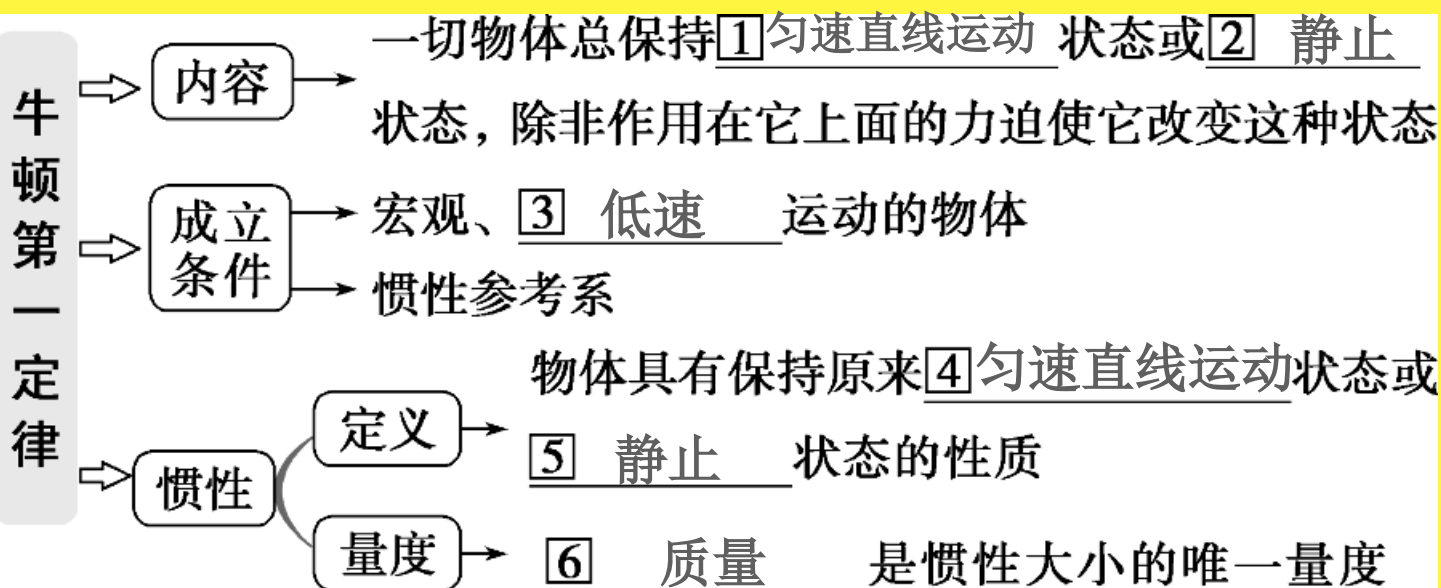 牛顿第一定律
内容
一切物体总保持1匀速直线运动 状态或2 静止
状态，除非作用在它上面的力迫使它改变这种状态
成立
条件
宏观、3 低速 运动的物体
惯性参考系
惯性
定义
物体具有保持原来4匀速直线运动状态或
5 静止 状态的性质
量度
6 质量 是惯性大小的唯一量度